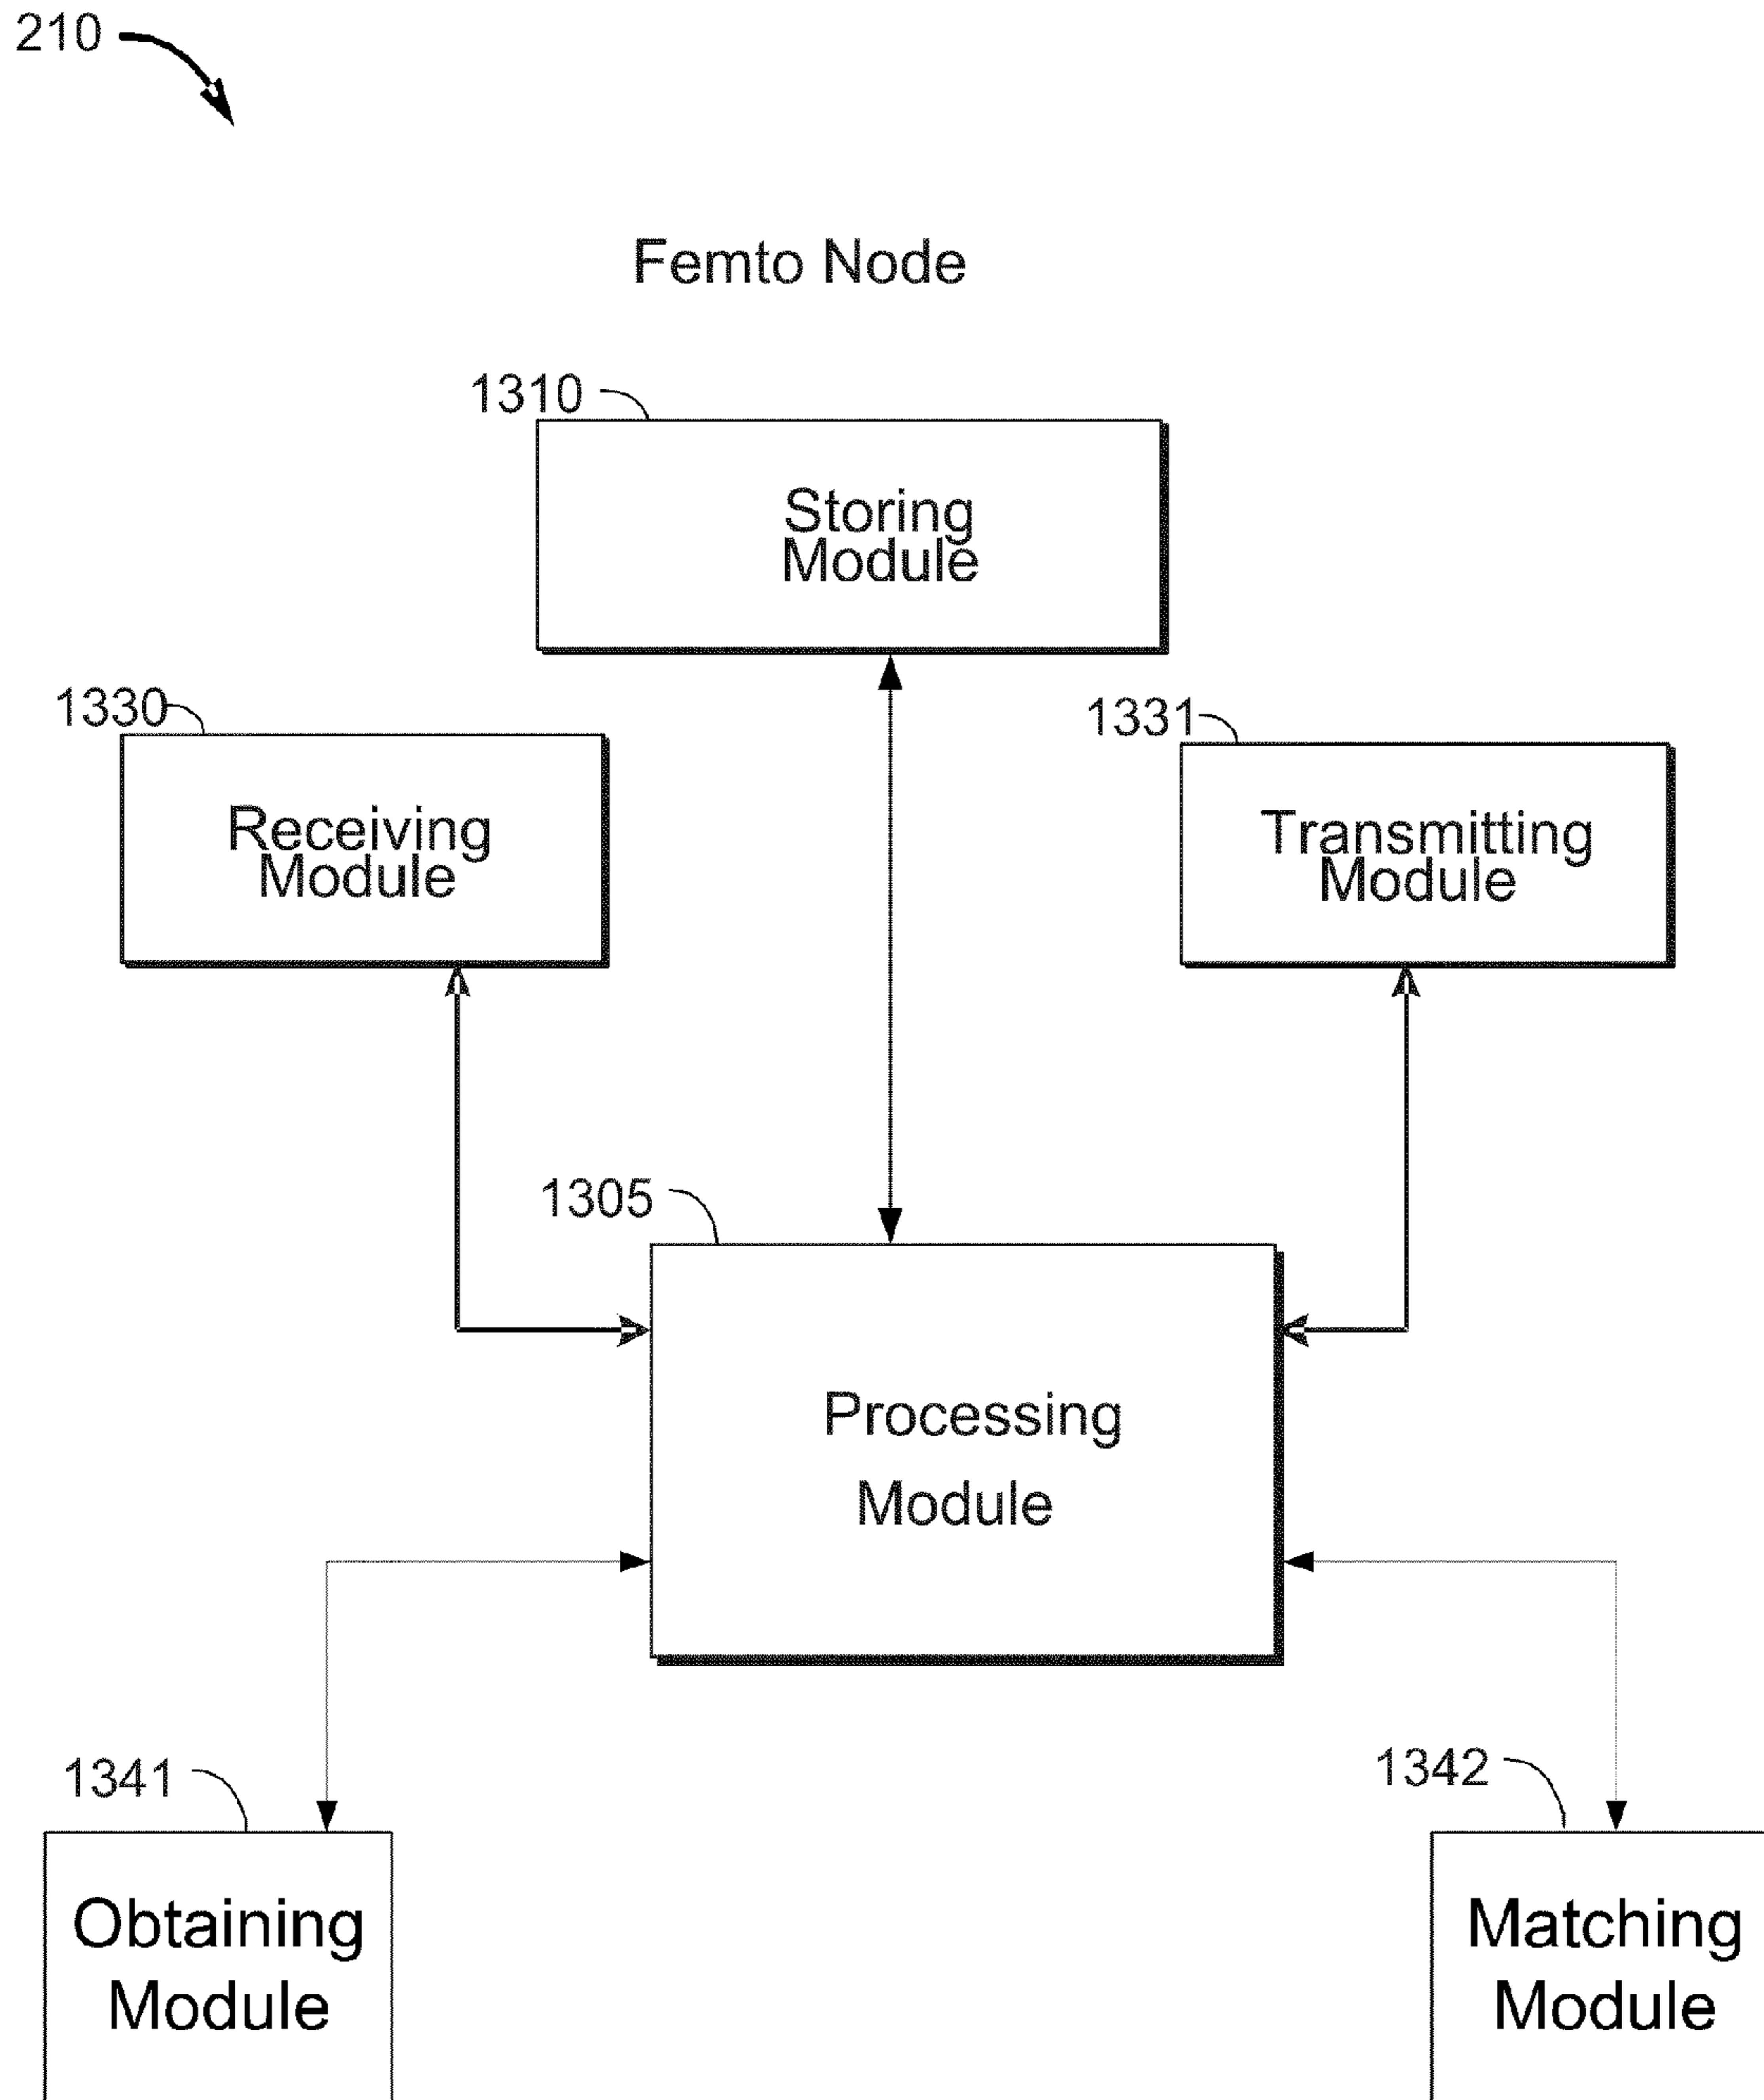 210
Femto Node
1310
Storing
Module
1330
Receiving
Module
1331
Transmitting
Module
1305
Processing
Module
1341
Obtaining
Module
1342
Matching
Module